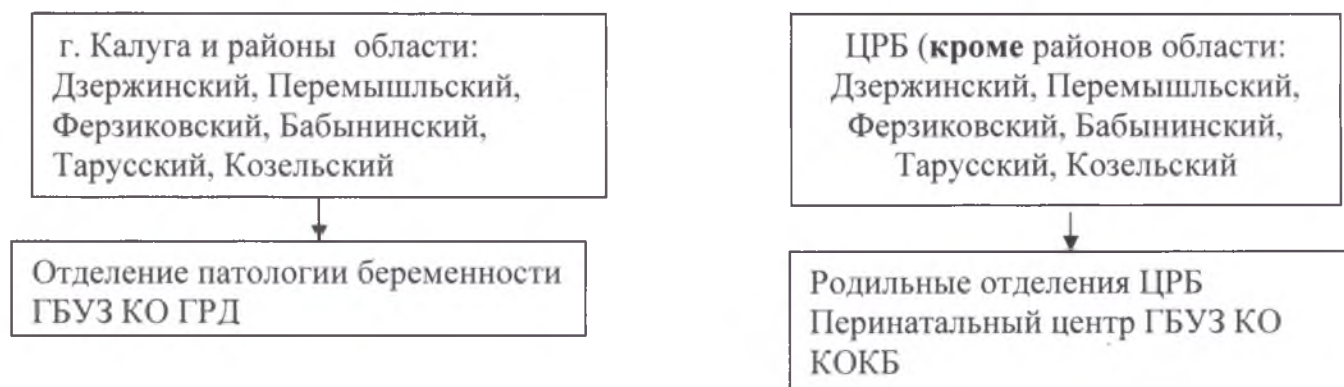 г. Калуга и районы области:
Дзержинский, Перемышльский,
Ферзиковский, Бабынинский,
Тарусский, Козельский
Отделение патологии беременности
ГБУЗ КО ГРД
ЦРБ (кроме районов области:
Дзержинский, Перемышльский,
Ферзиковский, Бабынинский,
Тарусский, Козельский
Родильные отделения ЦРБ
Перинатальный центр ГБУЗ КО
КОКБ